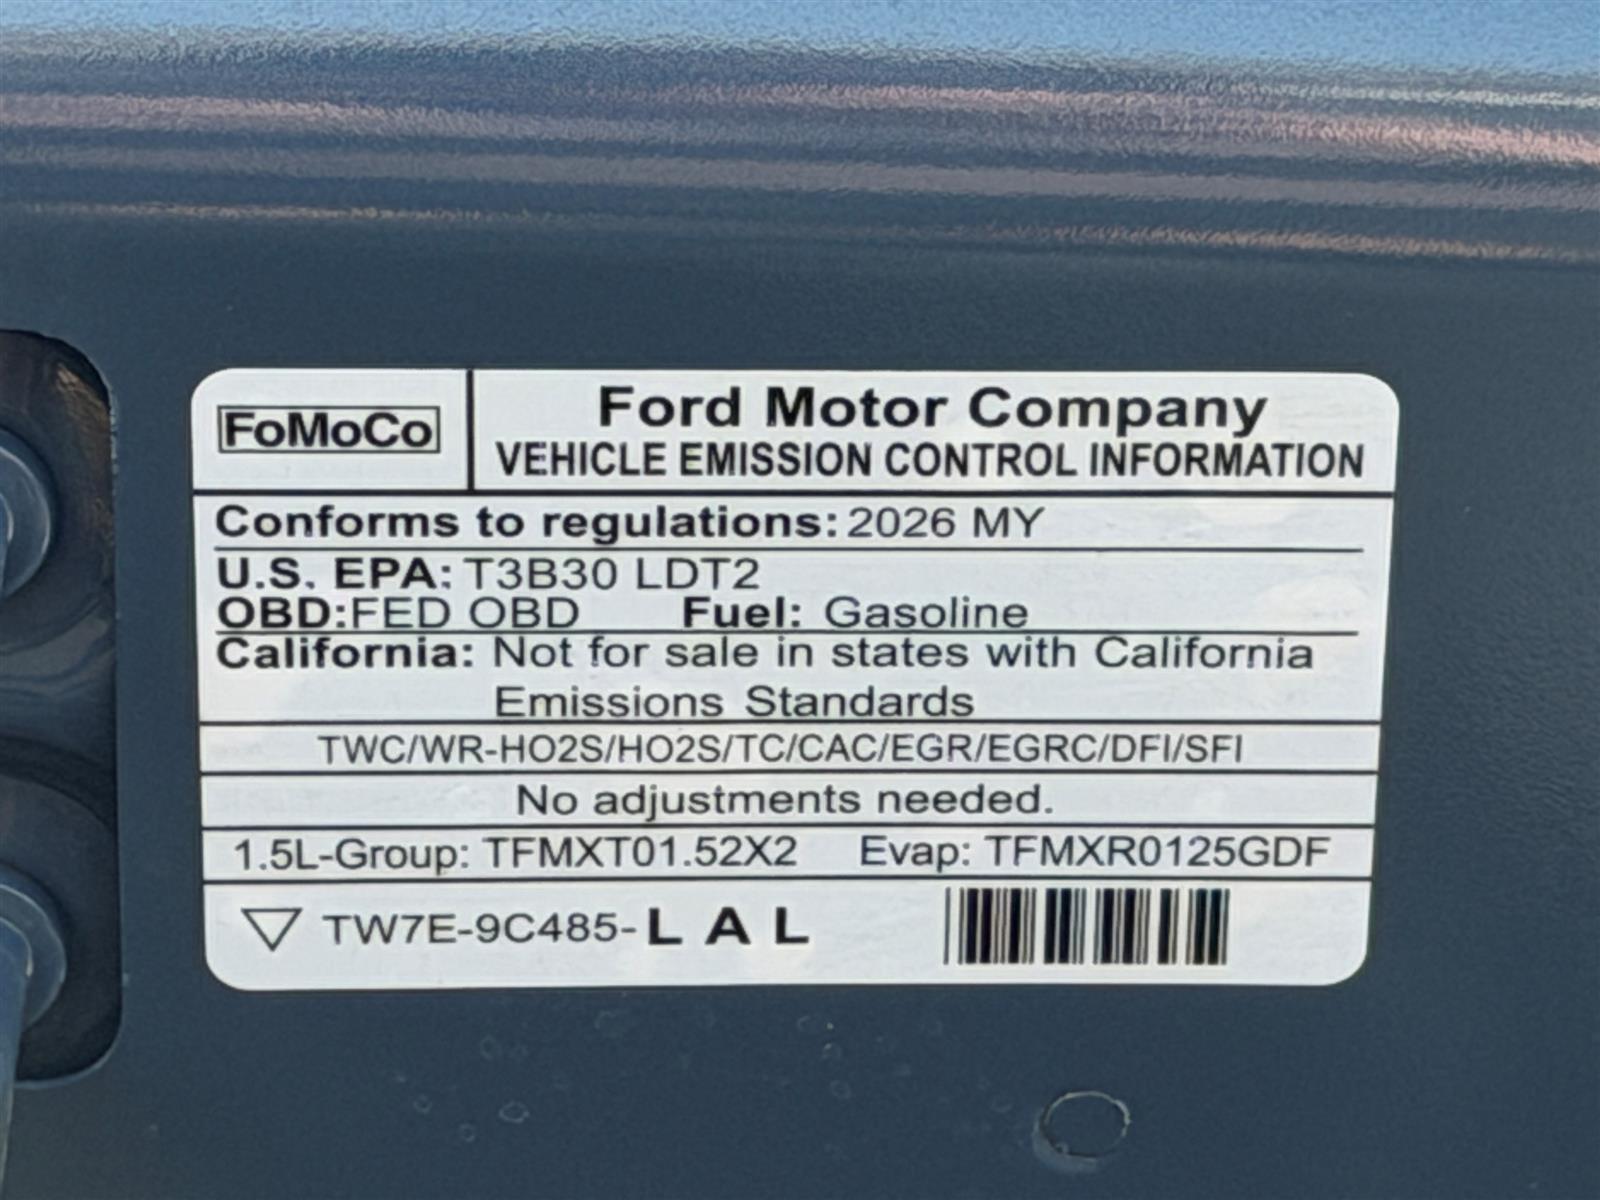 FoMoCo
Ford Motor Company
VEHICLE EMISSION CONTROL INFORMATION
Conforms to regulations: 2026 MY
U.S. EPA: T3B30 LDT2
OBD: FED OBD Fuel: Gasoline
California: Not for sale in states with California
Emissions Standards
TWC/WR-HO2S/HO2S/TC/CAC/EGR/EGRC/DFI/SFI
No adjustments needed.
1.5L-Group: TFMXT01.52X2 Evap: TFMXR0125GDF
TW7E-9C485-L A L